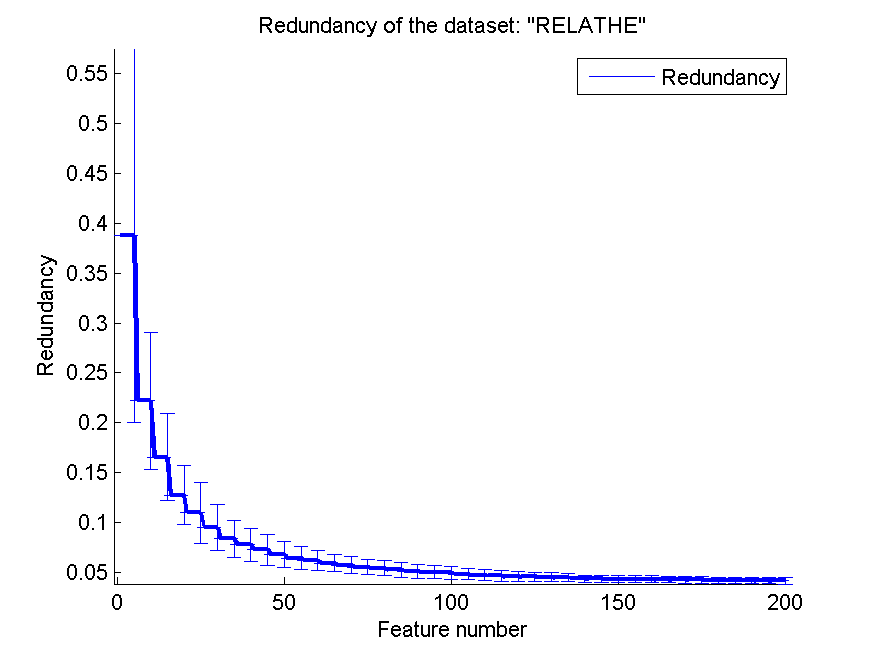 Redundancy of the dataset: "RELATHE"
Redundancy
0.55
0.5
0.45
0.4
0.35
0.3
0.25
0.2
0.15
0.1
0.05
Redundancy
0 50 100 150 200
Feature number